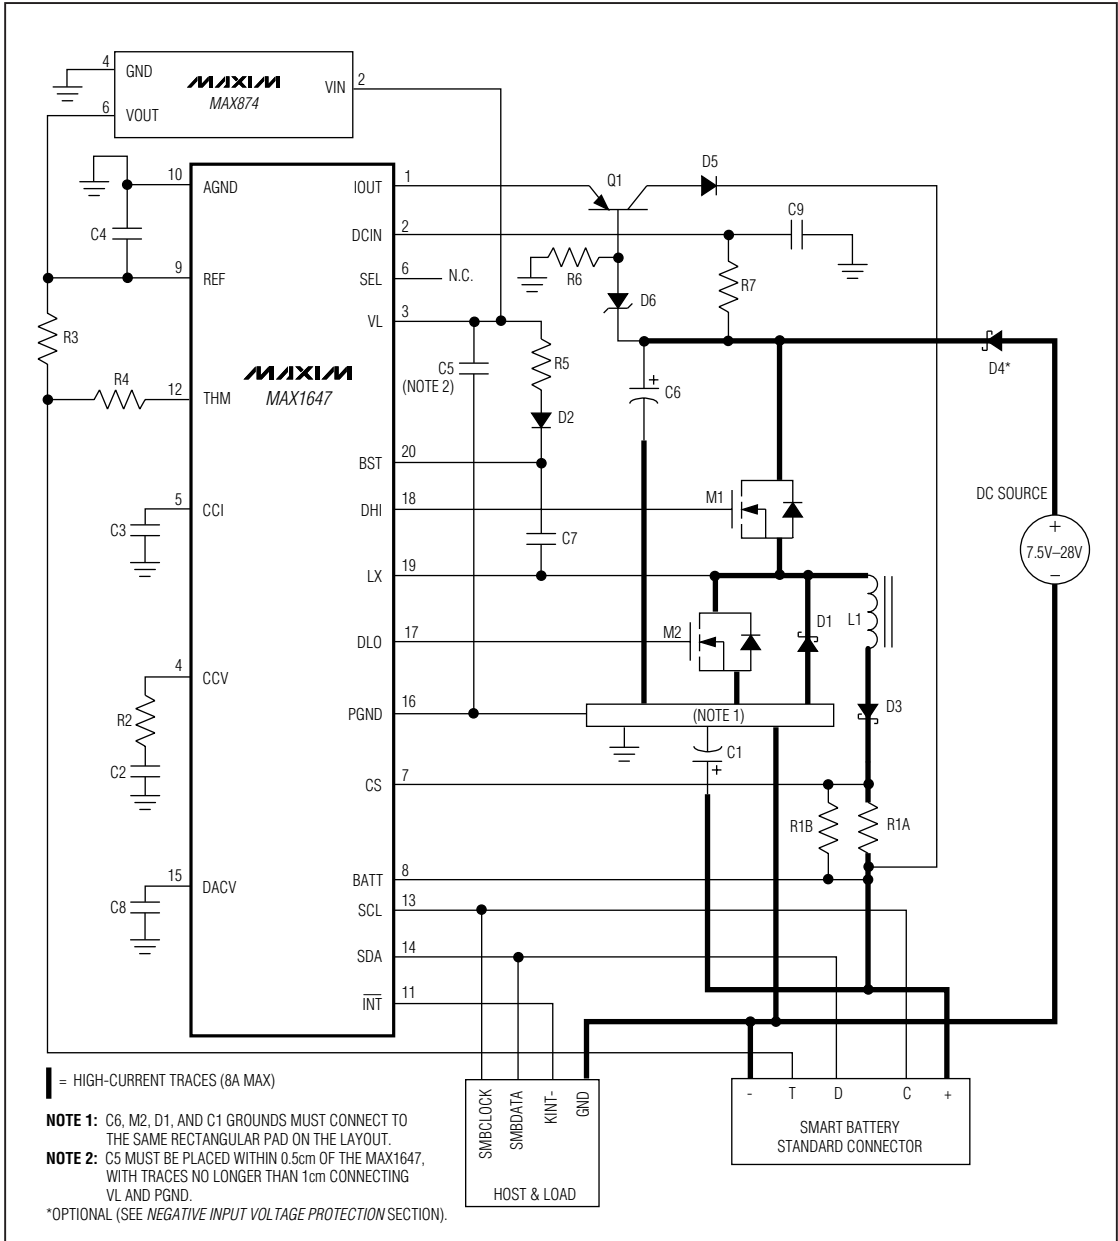 4 GND
MAXIM
MAX874
VIN 2
6 VOUT
10 AGND
IOUT 1
Q1
D5
C4
DCIN 2
C9
9 REF
SEL 6 N.C.
R6
R7
D6
VL 3
R3
C5
(NOTE 2)
R5
D4*
R4
12 THM
MAXIM
MAX1647
+
C6
D2
BST 20
5 CCI
DHI 18
M1
DC SOURCE
C3
C7
+
7.5V–28V
–
LX 19
D1
L1
DLO 17
M2
4 CCV
R2
PGND 16
(NOTE 1)
D3
C1
+
C2
CS 7
R1B
R1A
15 DACV
BATT 8
C8
SCL 13
SDA 14
INT 11
= HIGH-CURRENT TRACES (8A MAX)
NOTE 1: C6, M2, D1, AND C1 GROUNDS MUST CONNECT TO
THE SAME RECTANGULAR PAD ON THE LAYOUT.
NOTE 2: C5 MUST BE PLACED WITHIN 0.5cm OF THE MAX1647,
WITH TRACES NO LONGER THAN 1cm CONNECTING
VL AND PGND.
*OPTIONAL (SEE NEGATIVE INPUT VOLTAGE PROTECTION SECTION).
SMBCLOCK
SMBDATA
KINT-
GND
HOST & LOAD
- T D C +
SMART BATTERY
STANDARD CONNECTOR